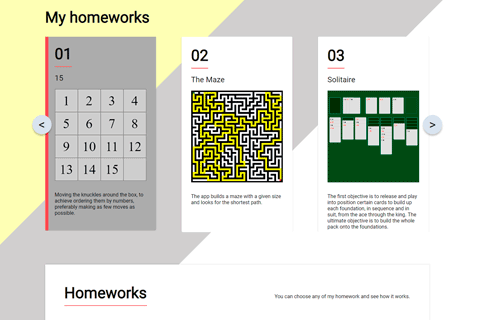 My homeworks
01
15
1 2 3 4
5 6 7 8
9 10 11 12
13 14 15
Moving the knuckles around the box, to
achieve ordering them by numbers,
preferably making as few moves as
possible.
02
The Maze
The app builds a maze with a given size
and looks for the shortest path.
03
Solitaire
The first objective is to release and play
into position certain cards to build up
each foundation, in sequence and in
suit, from the ace through the king. The
ultimate objective is to build the whole
pack onto the foundations.
<
>
Homeworks
You can choose any of my homework and see how it works.